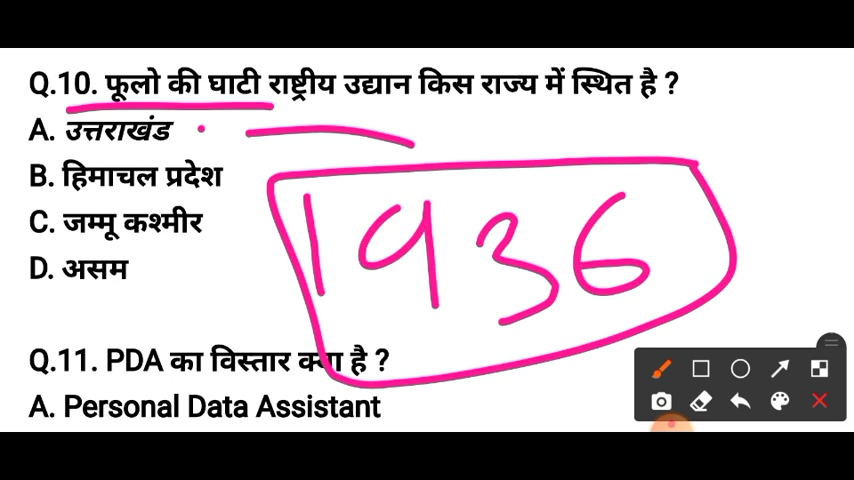 Q.10. फूलो की घाटी राष्ट्रीय उद्यान किस राज्य में स्थित है ?
A. उत्तराखंड
B. हिमाचल प्रदेश
C. जम्मू कश्मीर
D. असम
1936
Q.11. PDA का विस्तार क्या है ?
A. Personal Data Assistant